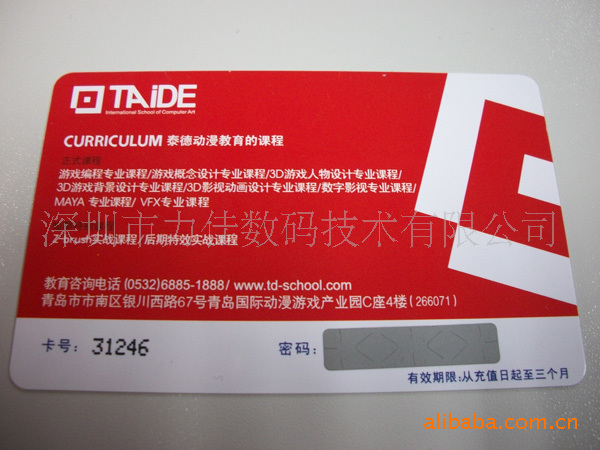 TAIDE
International School of Computer Art
CURRICULUM 泰德动漫教育的课程
正式课程
游戏编程专业课程/游戏概念设计专业课程/3D游戏人物设计专业课程/
3D游戏背景设计专业课程/3D影视动画设计专业课程/数字影视专业课程/
MAYA 专业课程/ VFX专业课程
深圳市力佳数码技术有限公司
Z-brush实战课程/后期特效实战课程
教育咨询电话 (0532)6885-1888/ www.td-school.com
青岛市市南区银川西路67号青岛国际动漫游戏产业园C座4楼(266071)
卡号: 31246
密码:
有效期限:从充值日起至三个月
alibaba.com.cn